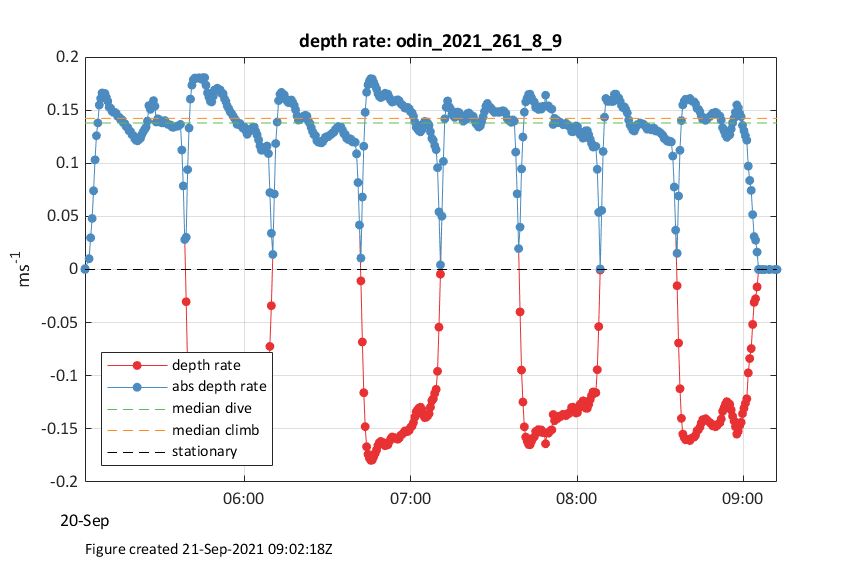 depth rate: odin_2021_261_8_9
0.2
0.15
0.1
0.05
0
-0.05
-0.1
-0.15
-0.2
ms⁻¹
depth rate
abs depth rate
median dive
median climb
stationary
06:00 07:00 08:00 09:00
20-Sep
Figure created 21-Sep-2021 09:02:18Z